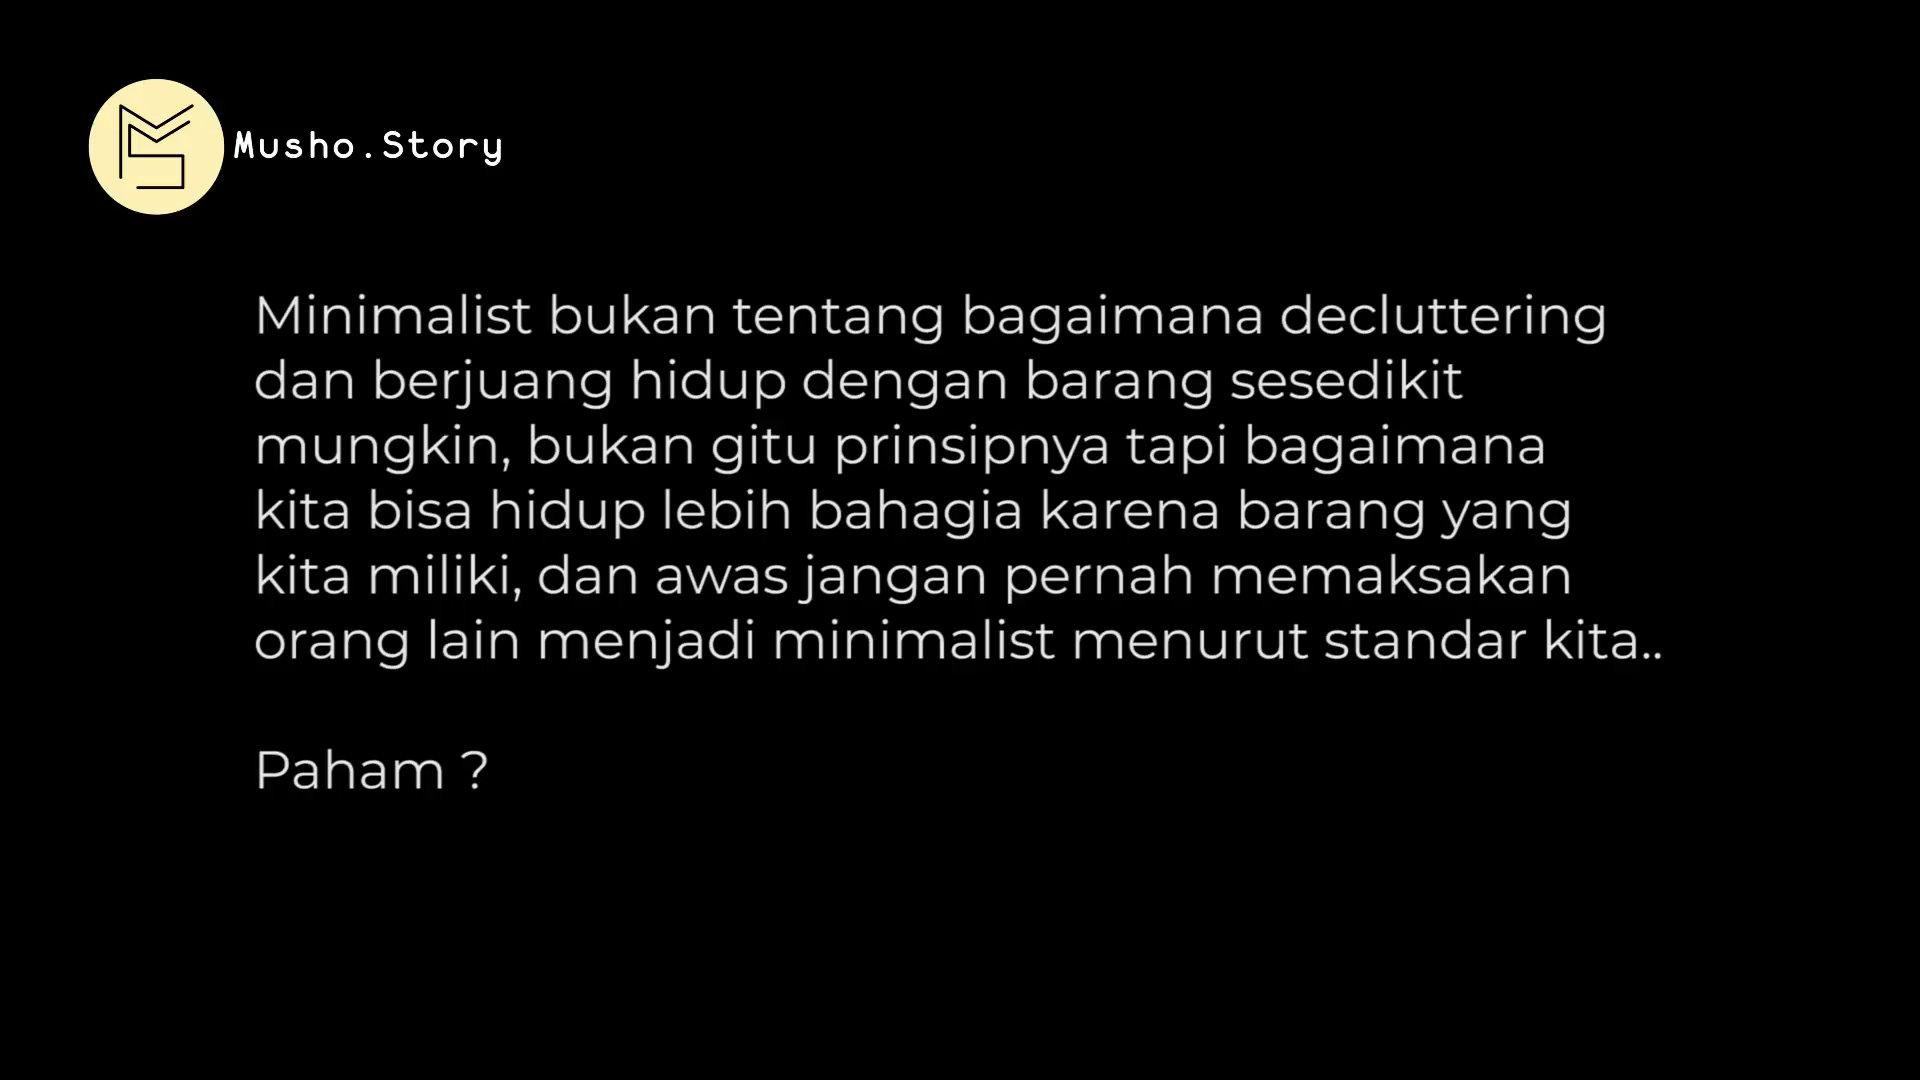 Musho.Story
Minimalist bukan tentang bagaimana decluttering
dan berjuang hidup dengan barang sesedikit
mungkin, bukan gitu prinsipnya tapi bagaimana
kita bisa hidup lebih bahagia karena barang yang
kita miliki, dan awas jangan pernah memaksakan
orang lain menjadi minimalist menurut standar kita..
Paham ?